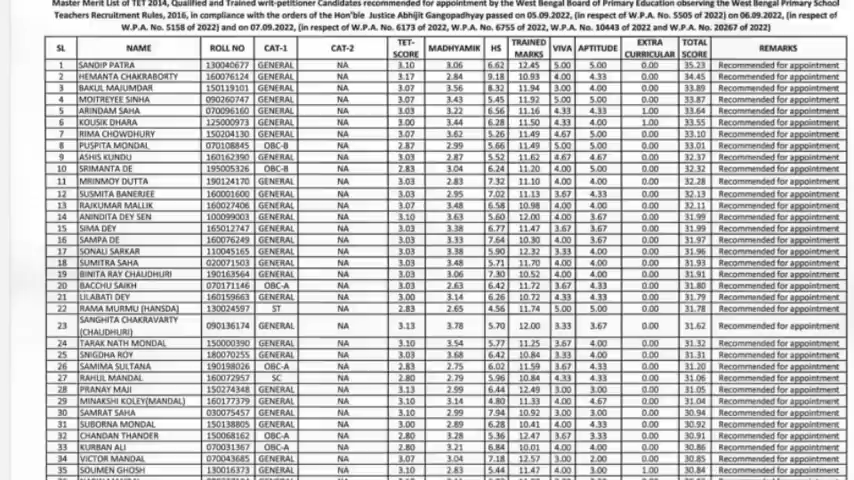 Master Merit List of TET 2014, Qualified and Trained writ-petitioner Candidates recommended for appointment by the West Bengal Board of Primary Education observing the West Bengal Primary School
Teachers Recruitment Rules, 2016, in compliance with the orders of the Hon'ble Justice Abhijit Gangopadhyay passed on 05.09.2022, (in respect of W.P.A. No. 5505 of 2022) on 06.09.2022, (in respect of
W.P.A. No. 5158 of 2022) and on 07.09.2022, (in respect of W.P.A. No. 6173 of 2022, W.P.A. No. 6755 of 2022, W.P.A. No. 10443 of 2022 and W.P.A. No. 20267 of 2022)
SL NAME ROLL NO CAT-1 CAT-2 TET-SCORE MADHYAMIK HS TRAINED MARKS VIVA APTITUDE EXTRA CURRICULAR TOTAL SCORE REMARKS
1 SANDIP PATRA 130040677 GENERAL NA 3.10 3.06 6.62 12.45 5.00 5.00 0.00 35.23 Recommended for appointment
2 HEMANTA CHAKRABORTY 160076124 GENERAL NA 3.17 2.84 9.18 10.93 4.00 4.33 0.00 34.45 Recommended for appointment
3 BAKUL MAJUMDAR 150119101 GENERAL NA 3.07 3.56 8.32 11.94 3.00 4.00 0.00 33.89 Recommended for appointment
4 MOITREYEE SINHA 090260747 GENERAL NA 3.07 3.43 5.45 11.92 5.00 5.00 0.00 33.87 Recommended for appointment
5 ARINDAM SAHA 070096160 GENERAL NA 3.03 3.22 6.56 11.16 4.33 4.33 1.00 33.64 Recommended for appointment
6 KOUSIK DHARA 125000973 GENERAL NA 3.00 3.44 6.28 11.50 4.33 4.00 1.00 33.55 Recommended for appointment
7 RIMA CHOWDHURY 150204130 GENERAL NA 3.07 3.62 5.26 11.49 4.67 5.00 0.00 33.10 Recommended for appointment
8 PUSPITA MONDAL 070108845 OBC-B NA 2.87 2.99 5.66 11.49 5.00 5.00 0.00 33.01 Recommended for appointment
9 ASHIS KUNDU 160162390 GENERAL NA 3.03 2.87 5.52 11.62 4.67 4.67 0.00 32.37 Recommended for appointment
10 SRIMANTA DE 195005326 OBC-B NA 2.83 3.04 6.24 11.20 4.00 5.00 0.00 32.32 Recommended for appointment
11 MRINMOY DUTTA 190124170 GENERAL NA 3.03 2.83 7.32 11.10 4.00 4.00 0.00 32.28 Recommended for appointment
12 SUSMITA BANERJEE 160001600 GENERAL NA 3.03 2.95 7.02 11.13 3.67 4.33 0.00 32.13 Recommended for appointment
13 RAJKUMAR MALLIK 160027406 GENERAL NA 3.07 3.48 6.58 10.98 4.00 4.00 0.00 32.11 Recommended for appointment
14 ANINDITA DEY SEN 100099003 GENERAL NA 3.10 3.63 5.60 12.00 4.00 3.67 0.00 31.99 Recommended for appointment
15 SIMA DEY 165012747 GENERAL NA 3.03 3.38 6.77 11.47 3.67 3.67 0.00 31.99 Recommended for appointment
16 SAMPA DE 160076249 GENERAL NA 3.03 3.33 7.64 10.30 4.00 3.67 0.00 31.97 Recommended for appointment
17 SONALI SARKAR 110045165 GENERAL NA 3.03 3.38 5.90 12.32 3.33 4.00 0.00 31.96 Recommended for appointment
18 SUMITRA SAHA 020071503 GENERAL NA 3.03 3.48 5.71 11.70 4.00 4.00 0.00 31.93 Recommended for appointment
19 BINITA RAY CHAUDHURI 190163564 GENERAL NA 3.03 3.06 7.30 10.52 4.00 4.00 0.00 31.91 Recommended for appointment
20 BACCHU SAIKH 070171146 OBC-A NA 3.03 2.63 6.42 11.72 3.67 4.33 0.00 31.80 Recommended for appointment
21 LILABATI DEY 160159663 GENERAL NA 3.00 3.14 6.26 10.72 4.33 4.33 0.00 31.79 Recommended for appointment
22 RAMA MURMU (HANSDA) 130024597 ST NA 2.83 2.65 4.56 11.74 5.00 5.00 0.00 31.78 Recommended for appointment
23 SANGHITA CHAKRAVARTY (CHAUDHURI) 090136174 GENERAL NA 3.13 3.78 5.70 12.00 3.33 3.67 0.00 31.62 Recommended for appointment
24 TARAK NATH MONDAL 150000390 GENERAL NA 3.10 3.54 5.77 11.25 3.67 4.00 0.00 31.32 Recommended for appointment
25 SNIGDHA ROY 180070255 GENERAL NA 3.03 3.68 6.42 10.84 3.33 4.00 0.00 31.31 Recommended for appointment
26 SAMIMA SULTANA 190198026 OBC-A NA 2.83 2.75 6.02 11.59 3.67 4.33 0.00 31.20 Recommended for appointment
27 RAHUL MANDAL 160072957 SC NA 2.80 2.79 5.96 10.84 4.33 4.33 0.00 31.06 Recommended for appointment
28 PRANAY MAJI 150274348 GENERAL NA 3.13 2.99 6.44 12.49 3.00 3.00 0.00 31.05 Recommended for appointment
29 MINAKSHI KOLEY(MANDAL) 160177379 GENERAL NA 3.10 3.14 4.80 11.33 4.00 4.67 0.00 31.04 Recommended for appointment
30 SAMRAT SAHA 030075457 GENERAL NA 3.10 2.99 7.94 10.92 3.00 3.00 0.00 30.94 Recommended for appointment
31 SUBORNA MONDAL 150138805 GENERAL NA 3.00 2.89 6.28 10.41 4.00 4.33 0.00 30.92 Recommended for appointment
32 CHANDAN THANDER 150068162 OBC-A NA 2.80 3.28 5.36 12.47 3.67 3.33 0.00 30.91 Recommended for appointment
33 KURBAN ALI 070031367 OBC-A NA 2.80 3.21 6.84 10.01 4.00 4.00 0.00 30.86 Recommended for appointment
34 VICTOR MANDAL 070043685 GENERAL NA 3.07 3.04 7.18 12.57 3.00 2.00 0.00 30.85 Recommended for appointment
35 SOUMEN GHOSH 130016373 GENERAL NA 3.10 2.83 5.44 11.47 4.00 3.00 1.00 30.84 Recommended for appointment